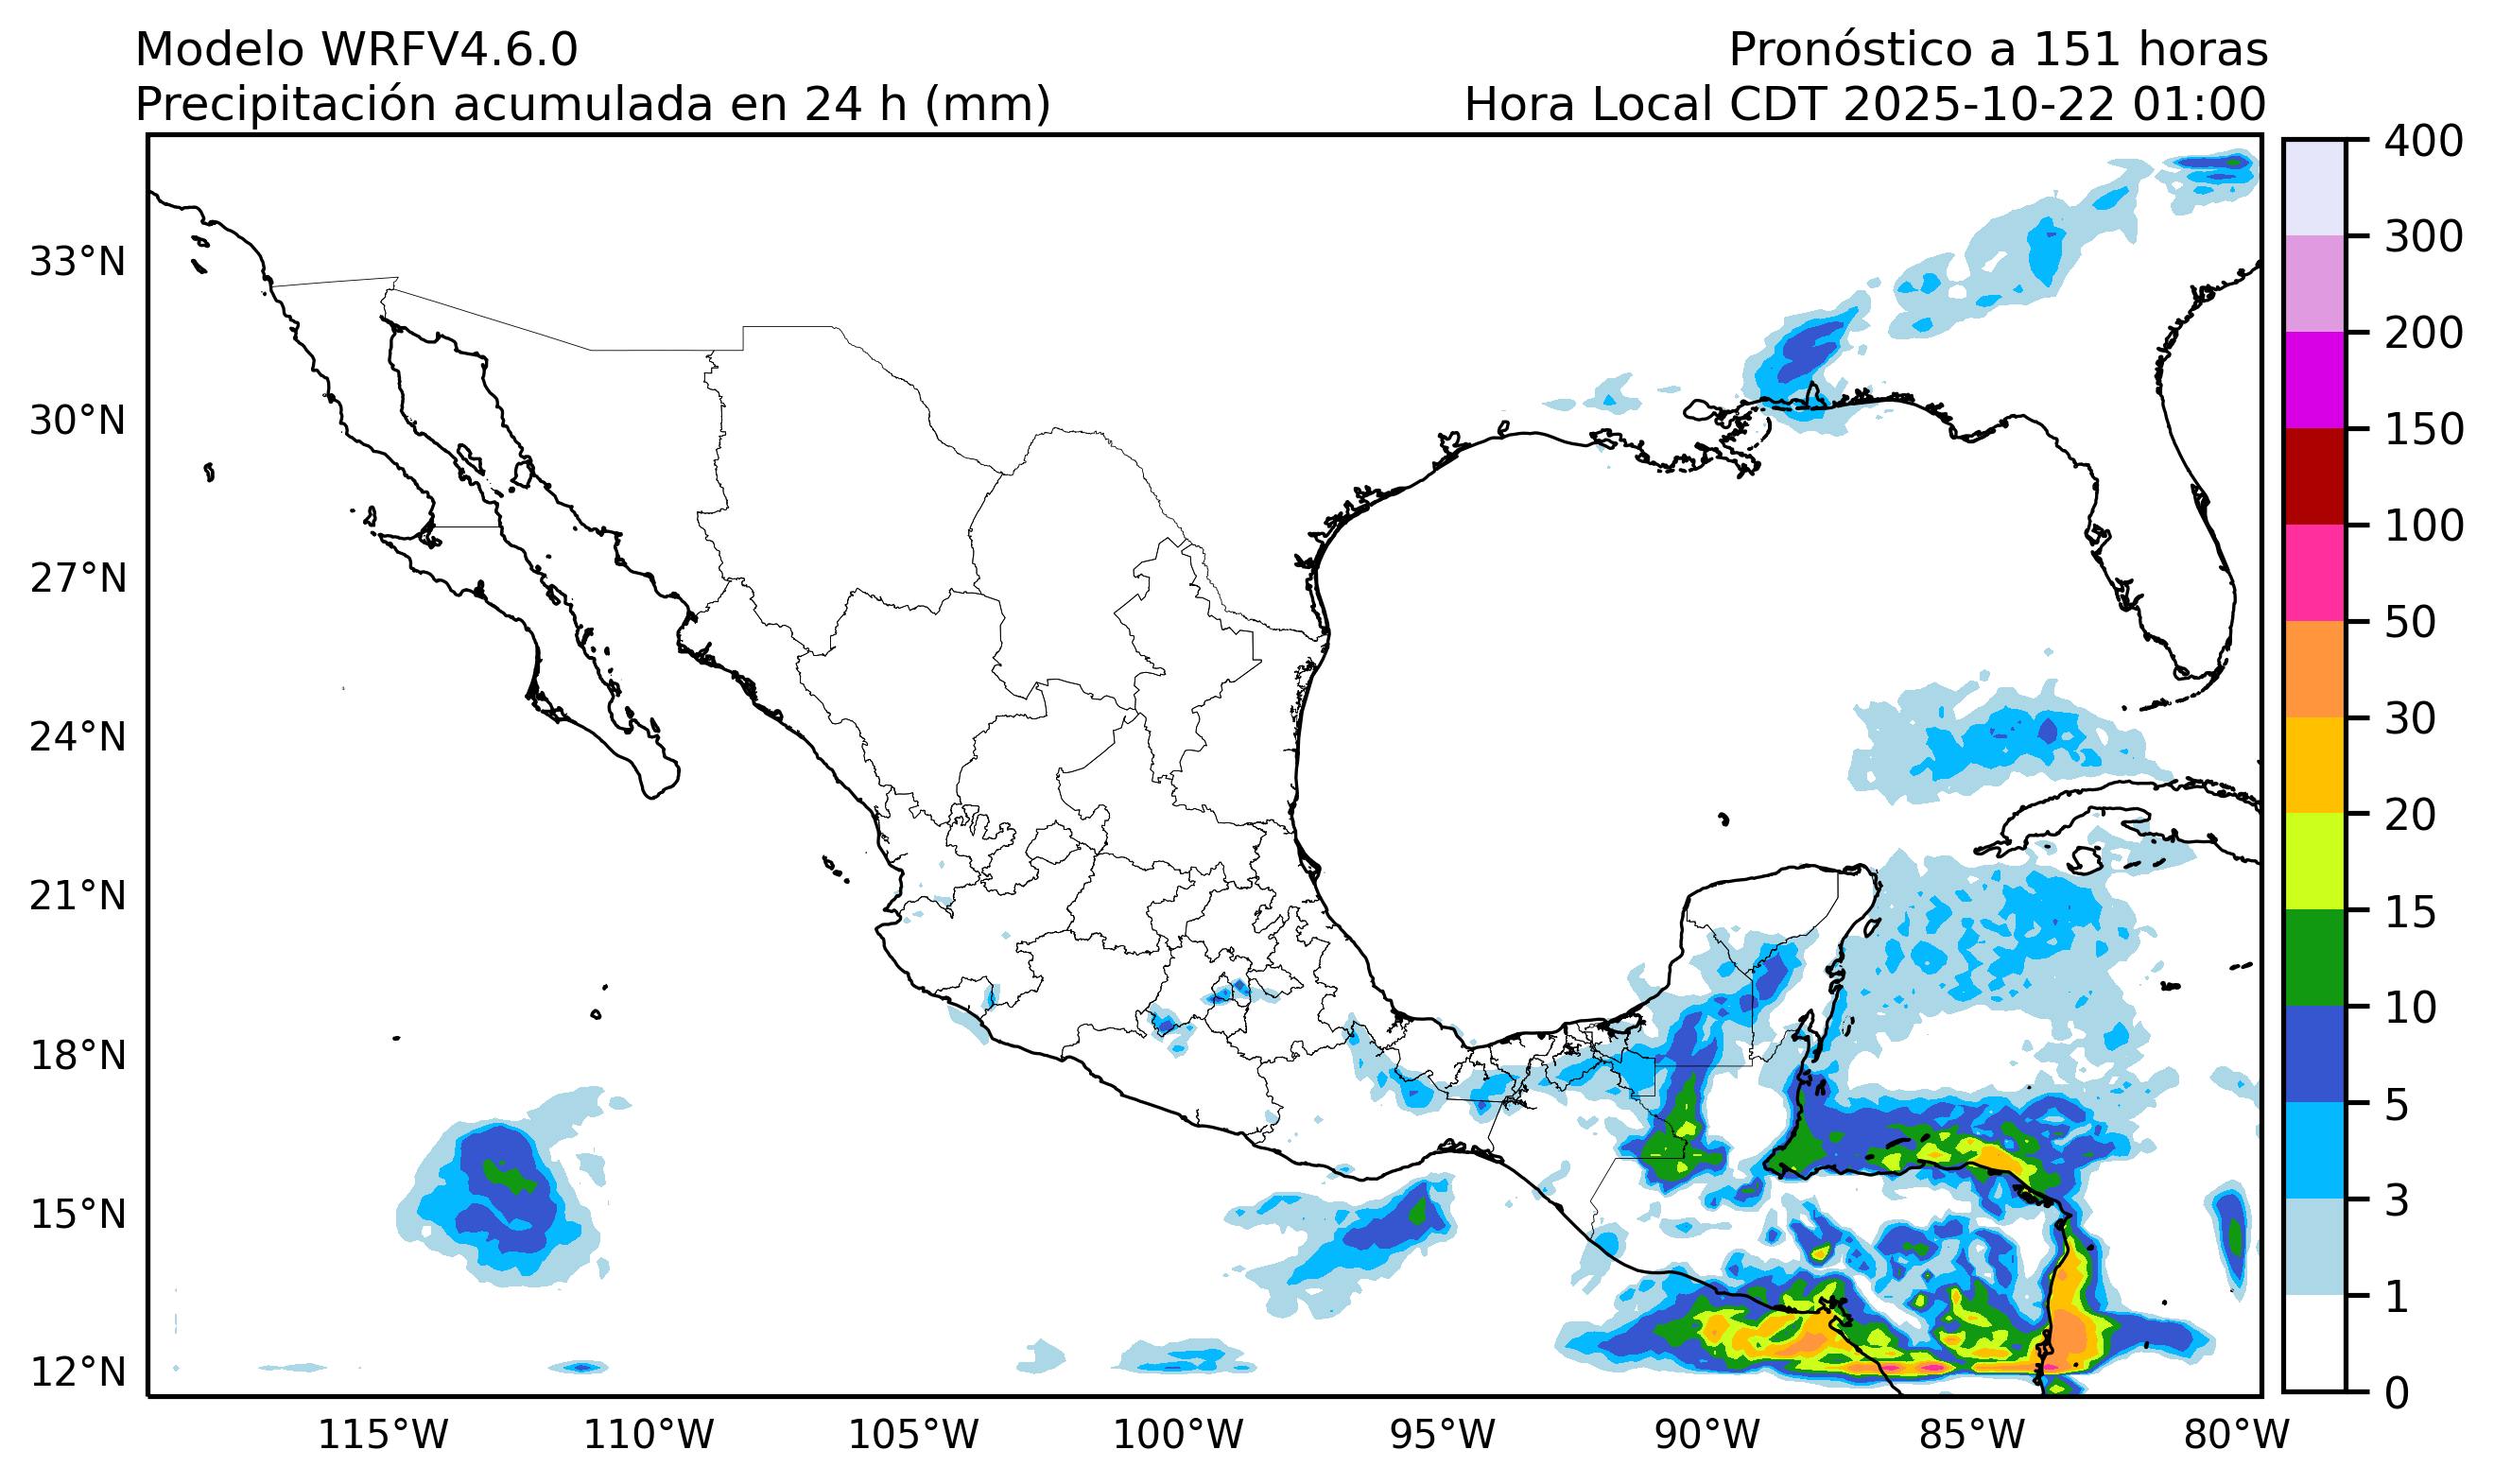 Modelo WRFV4.6.0
Pronóstico a 151 horas
Precipitación acumulada en 24 h (mm)
Hora Local CDT 2025-10-22 01:00
33°N
30°N
27°N
24°N
21°N
18°N
15°N
12°N
115°W
110°W
105°W
100°W
95°W
90°W
85°W
80°W
400
300
200
150
100
50
30
20
15
10
5
3
1
0